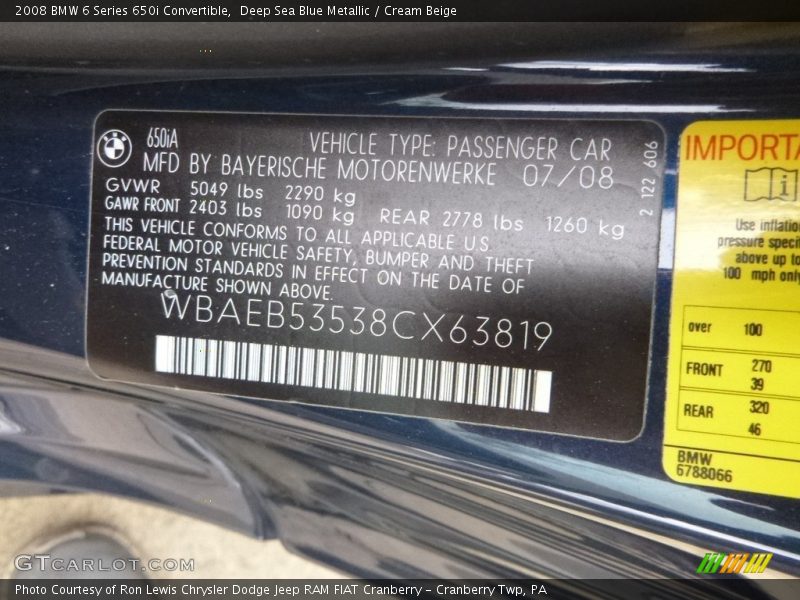 2008 BMW 6 Series 650i Convertible,  Deep Sea Blue Metallic / Cream Beige
BMW
650iA
VEHICLE TYPE: PASSENGER CAR
MFD BY BAYERISCHE MOTORENWERKE 07/08
GVWR 5049 lbs 2290 kg
GAWR FRONT 2403 lbs 1090 kg REAR 2778 lbs 1260 kg
THIS VEHICLE CONFORMS TO ALL APPLICABLE U.S.
FEDERAL MOTOR VEHICLE SAFETY, BUMPER AND THEFT
PREVENTION STANDARDS IN EFFECT ON THE DATE OF
MANUFACTURE SHOWN ABOVE.
WBAEB53538CX63819
2 122 606
IMPORTA
i
Use inflatio
pressure specif
above up to
100 mph only
over 100
FRONT 270
39
REAR 320
46
BMW
6788066
GTCARLOT.COM
Photo Courtesy of Ron Lewis Chrysler Dodge Jeep RAM FIAT Cranberry – Cranberry Twp, PA